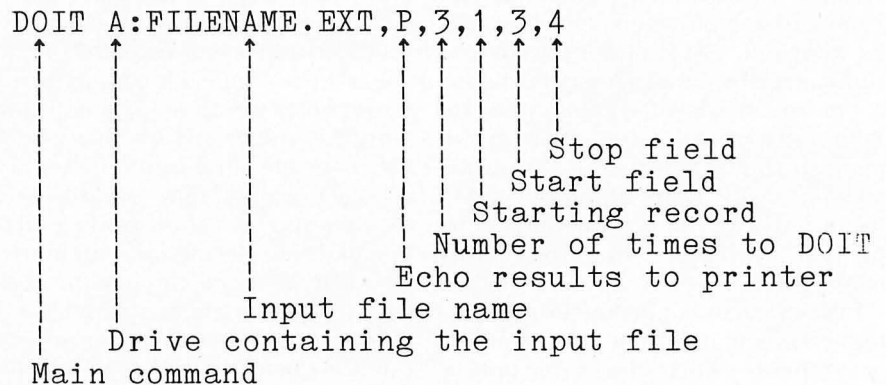 DOIT A:FILENAME.EXT,P,3,1,3,4
Stop field
Start field
Starting record
Number of times to DOIT
Echo results to printer
Input file name
Drive containing the input file
Main command